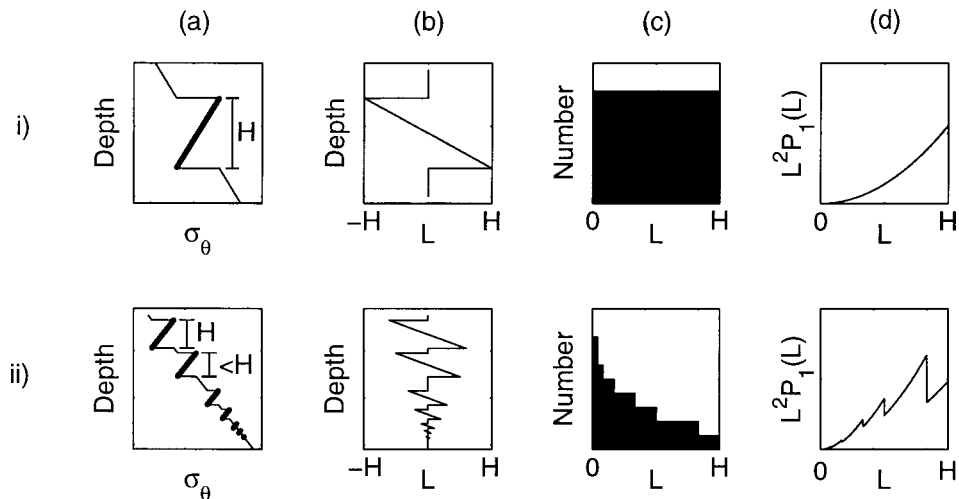 (a) (b) (c) (d)
i)
Depth
H
σθ
Depth
−H H
L
Number
0 H
L
L²P₁(L)
0 H
L
ii)
Depth
H
<H
σθ
Depth
−H H
L
Number
0 H
L
L²P₁(L)
0 H
L